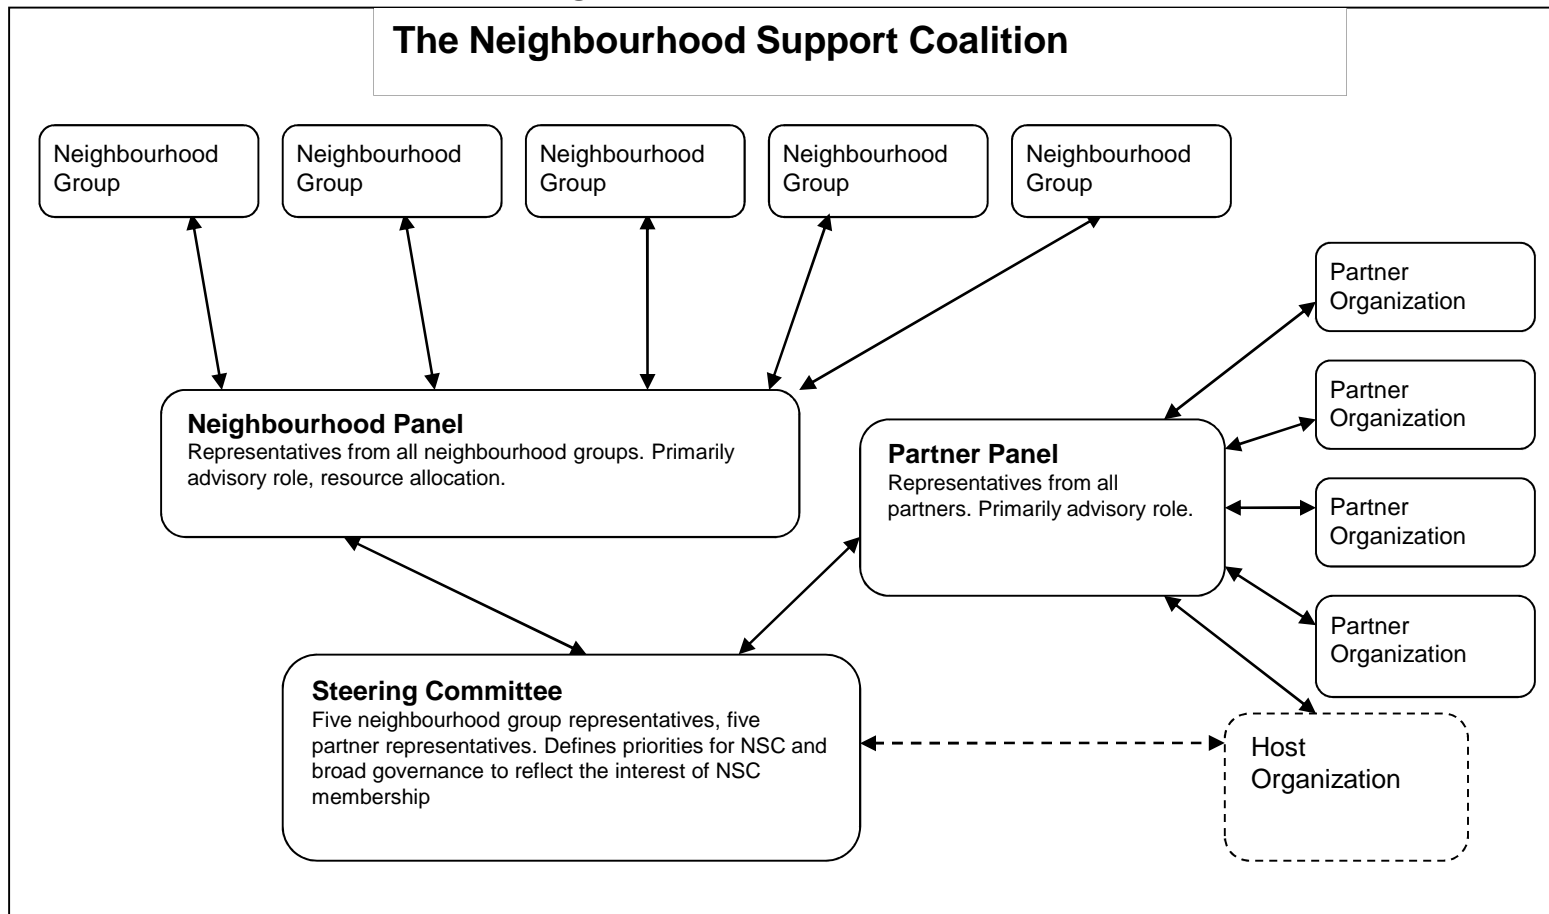 The Neighbourhood Support Coalition
Neighbourhood
Group
Neighbourhood
Group
Neighbourhood
Group
Neighbourhood
Group
Neighbourhood
Group
Partner
Organization
Partner
Organization
Partner
Organization
Partner
Organization
Neighbourhood Panel
Representatives from all neighbourhood groups. Primarily
advisory role, resource allocation.
Partner Panel
Representatives from all
partners. Primarily advisory role.
Steering Committee
Five neighbourhood group representatives, five
partner representatives. Defines priorities for NSC and
broad governance to reflect the interest of NSC
membership
Host
Organization